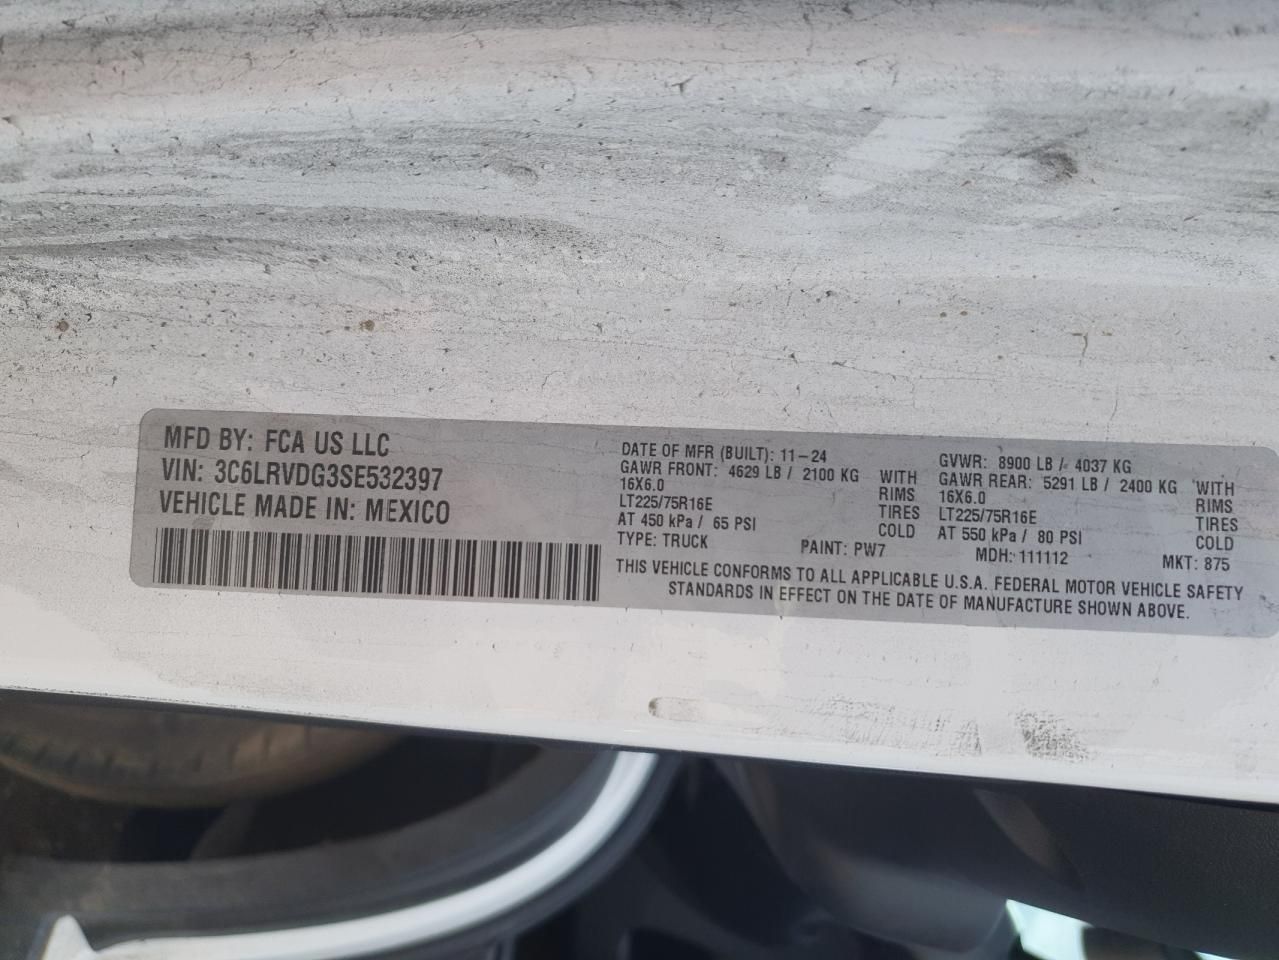 MFD BY: FCA US LLC
VIN: 3C6LRVDG3SE532397
VEHICLE MADE IN: MEXICO
DATE OF MFR (BUILT): 11-24
GAWR FRONT: 4629 LB / 2100 KG WITH
16X6.0 RIMS
LT225/75R16E TIRES
AT 450 kPa / 65 PSI COLD
TYPE: TRUCK PAINT: PW7
GVWR: 8900 LB / 4037 KG
GAWR REAR: 5291 LB / 2400 KG WITH
16X6.0 RIMS
LT225/75R16E TIRES
AT 550 kPa / 80 PSI COLD
MDH: 111112 MKT: 875
THIS VEHICLE CONFORMS TO ALL APPLICABLE U.S.A. FEDERAL MOTOR VEHICLE SAFETY
STANDARDS IN EFFECT ON THE DATE OF MANUFACTURE SHOWN ABOVE.